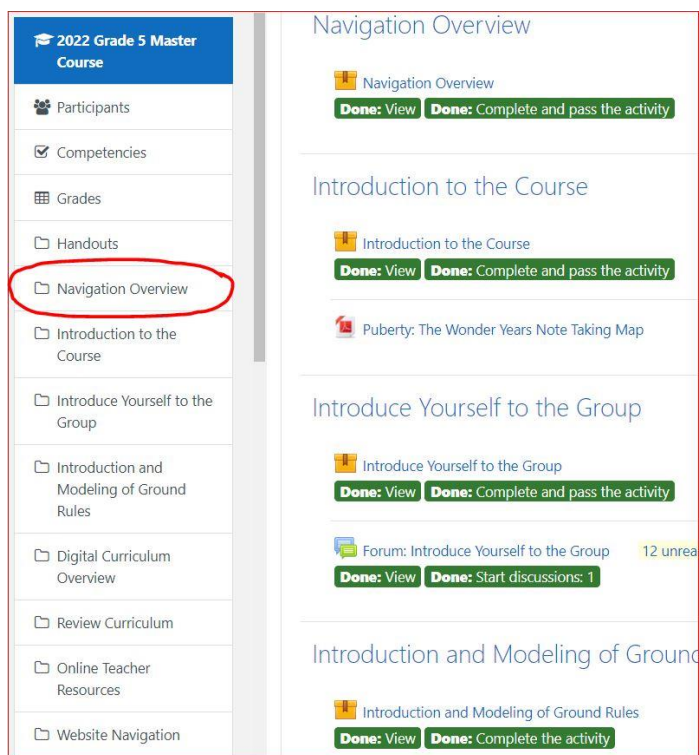 2022 Grade 5 Master
Course
Participants
Competencies
Grades
Handouts
Navigation Overview
Introduction to the
Course
Introduce Yourself to the
Group
Introduction and
Modeling of Ground
Rules
Digital Curriculum
Overview
Review Curriculum
Online Teacher
Resources
Website Navigation
Navigation Overview
Navigation Overview
Done: View Done: Complete and pass the activity
Introduction to the Course
Introduction to the Course
Done: View Done: Complete and pass the activity
Puberty: The Wonder Years Note Taking Map
Introduce Yourself to the Group
Introduce Yourself to the Group
Done: View Done: Complete and pass the activity
Forum: Introduce Yourself to the Group 12 unrea
Done: View Done: Start discussions: 1
Introduction and Modeling of Ground
Introduction and Modeling of Ground Rules
Done: View Done: Complete the activity